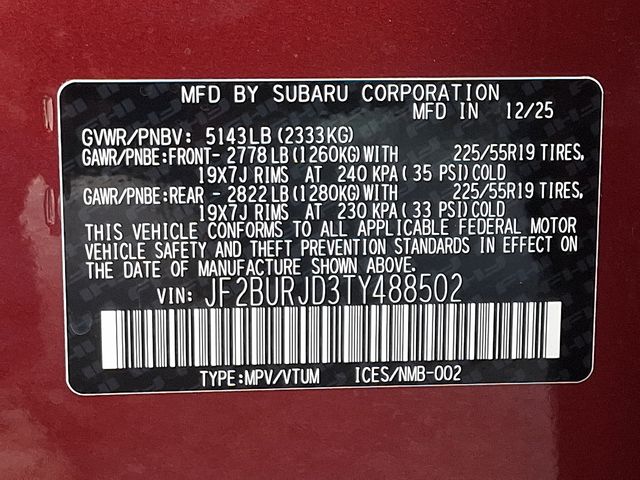 MFD BY SUBARU CORPORATION
MFD IN 12/25
GVWR/PNBV: 5143LB (2333KG)
GAWR/PNBE:FRONT- 2778 LB (1260KG) WITH 225/55R19 TIRES,
19X7J RIMS AT 240 KPA (35 PSI) COLD
GAWR/PNBE:REAR - 2822 LB (1280KG) WITH 225/55R19 TIRES,
19X7J RIMS AT 230 KPA (33 PSI) COLD
THIS VEHICLE CONFORMS TO ALL APPLICABLE FEDERAL MOTOR
VEHICLE SAFETY AND THEFT PREVENTION STANDARDS IN EFFECT ON
THE DATE OF MANUFACTURE SHOWN ABOVE.
VIN: JF2BURJD3TY488502
TYPE:MPV/VTUM ICES/NMB-002